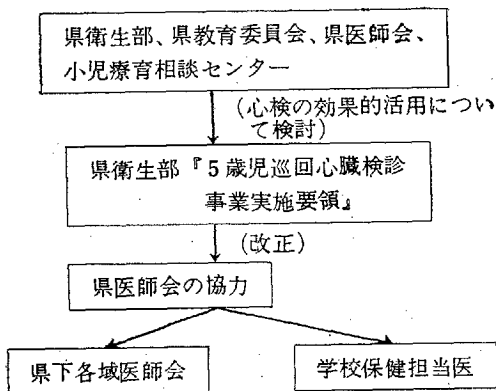 県衛生部、県教育委員会、県医師会、
小児療育相談センター
(心検の効果的活用につい
て検討)
県衛生部『5歳児巡回心臓検診
事業実施要領』
(改正)
県医師会の協力
県下各域医師会
学校保健担当医